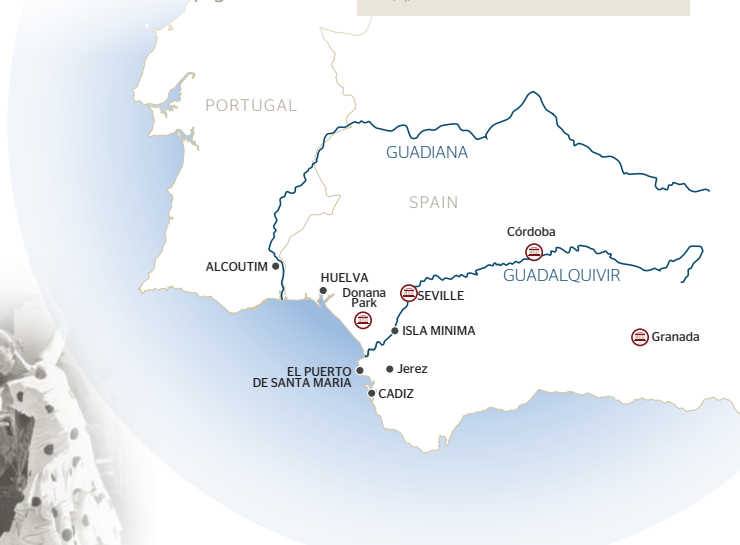 PORTUGAL
GUADIANA
SPAIN
Córdoba
ALCOUTIM
GUADALQUIVIR
HUELVA
Donana
Park
SEVILLE
ISLA MINIMA
Granada
EL PUERTO
DE SANTA MARIA
Jerez
CADIZ